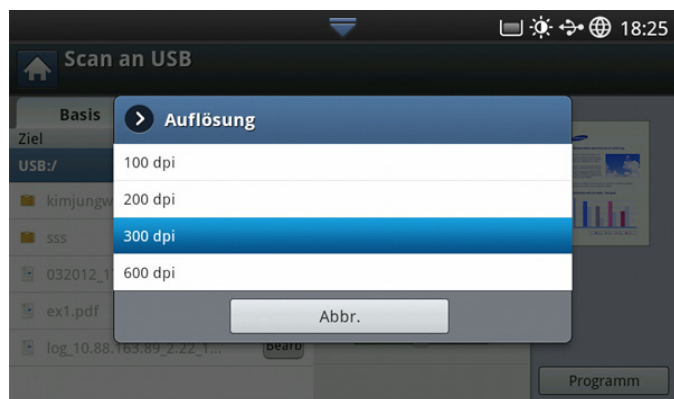 18:25
Scan an USB
Basis
Auflösung
Ziel
USB:/
100 dpi
kimjungw
200 dpi
sss
300 dpi
032012_1
600 dpi
ex1.pdf
Abbr.
log_10.88.163.89_2.22_1...
Bearb
Programm